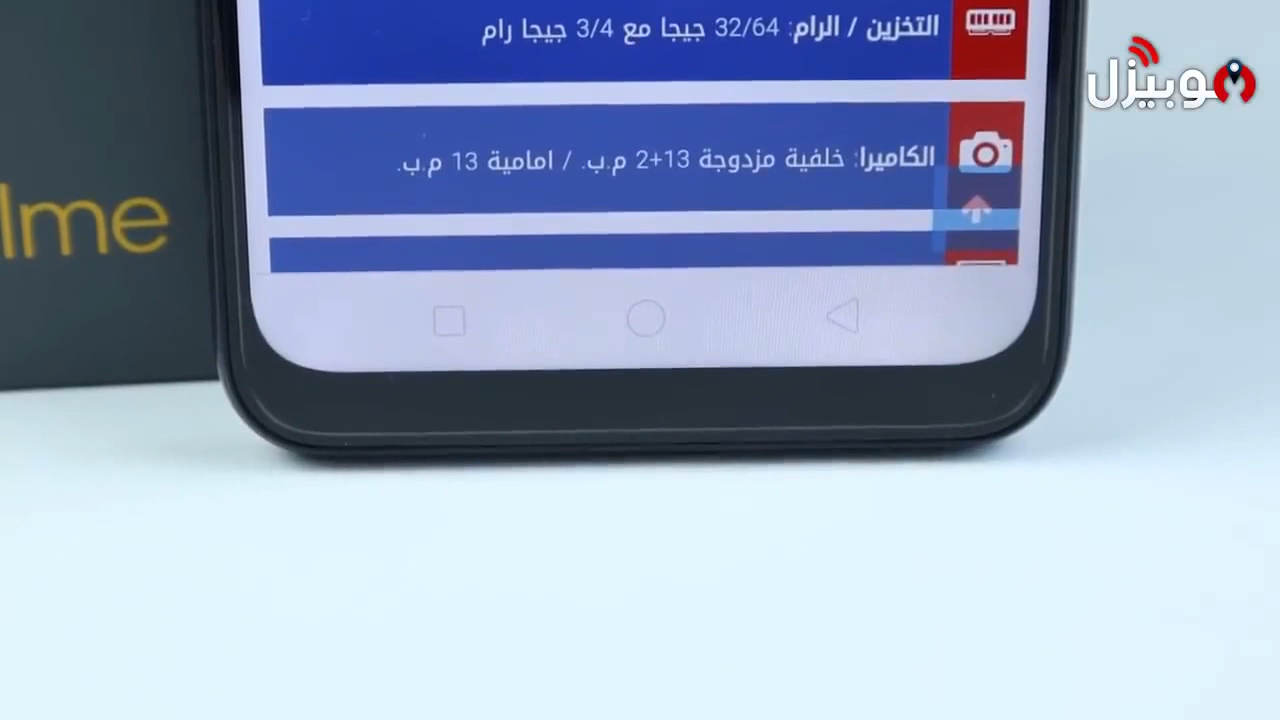 التخزين / الرام: 32/64 جيجا مع 3/4 جيجا رام
موبيزل
الكاميرا: خلفية مزدوجة 13+2 م.ب. / امامية 13 م.ب.
lme